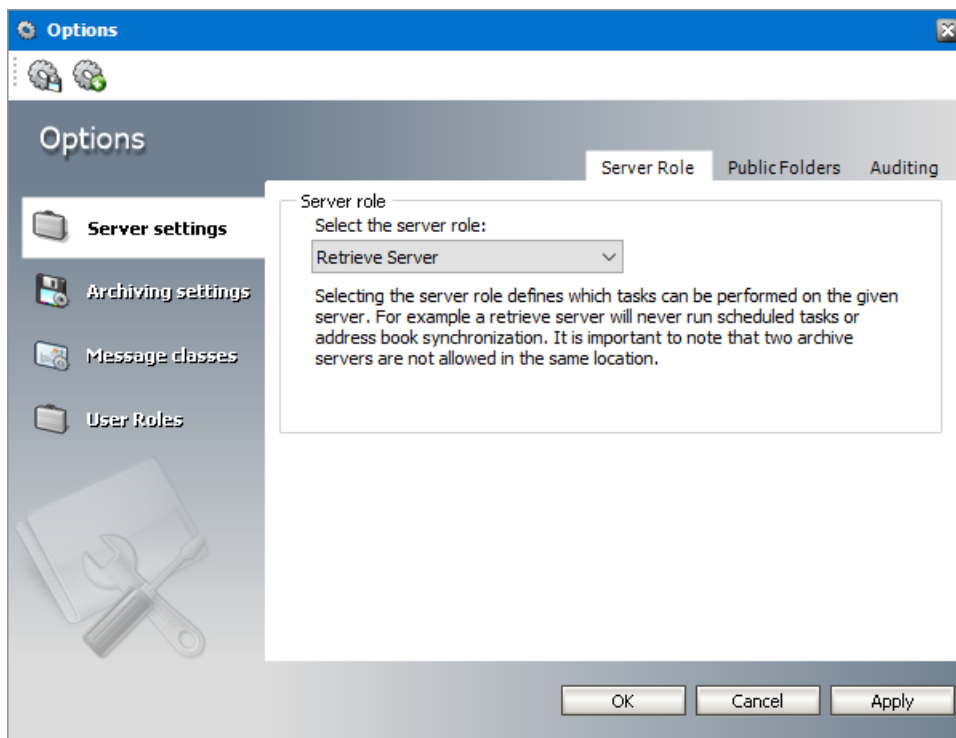 Options
Options
Server Role
Public Folders
Auditing
Server settings
Archiving settings
Message classes
User Roles
Server role
Select the server role:
Retrieve Server
Selecting the server role defines which tasks can be performed on the given
server. For example a retrieve server will never run scheduled tasks or
address book synchronization. It is important to note that two archive
servers are not allowed in the same location.
OK
Cancel
Apply